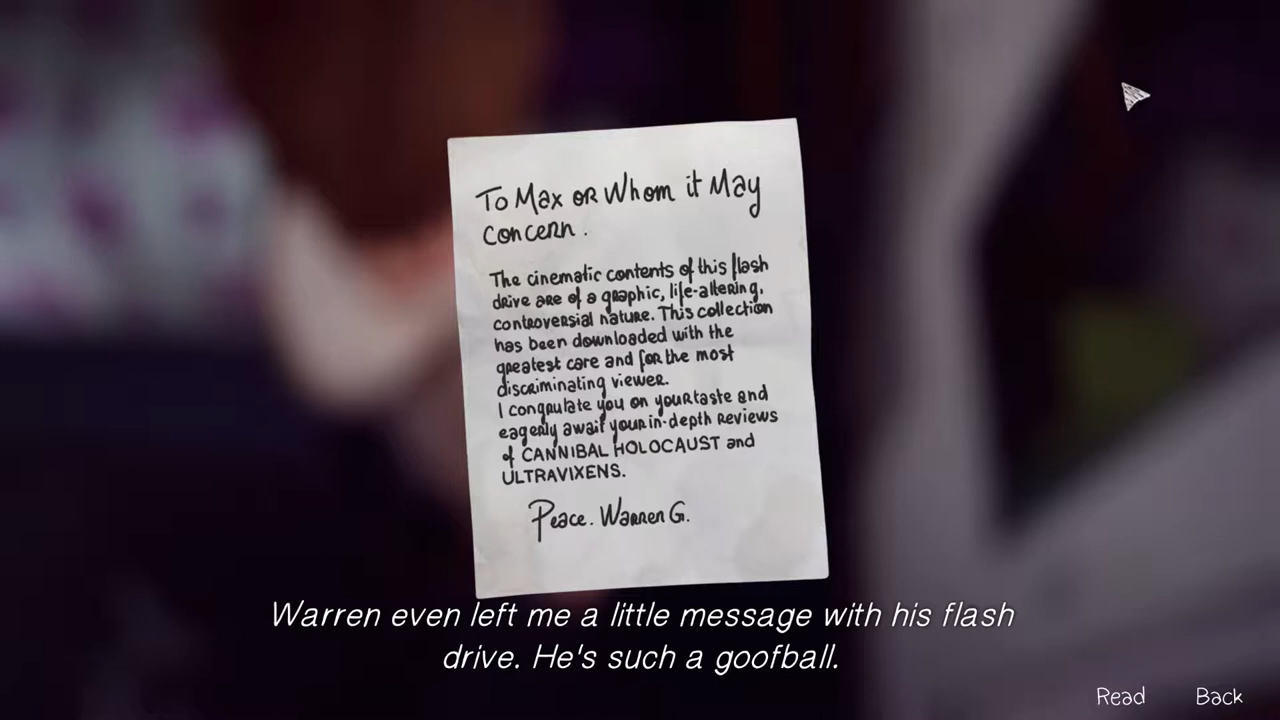 To Max or Whom it May
concern.
The cinematic contents of this flash
drive are of a graphic, life-altering,
controversial nature. This collection
has been downloaded with the
greatest care and for the most
discriminating viewer.
I congrulate you on your taste and
eagerly await your in-depth reviews
of CANNIBAL HOLOCAUST and
ULTRAVIXENS.
Peace. Warren G.
Warren even left me a little message with his flash
drive. He's such a goofball.
Read Back